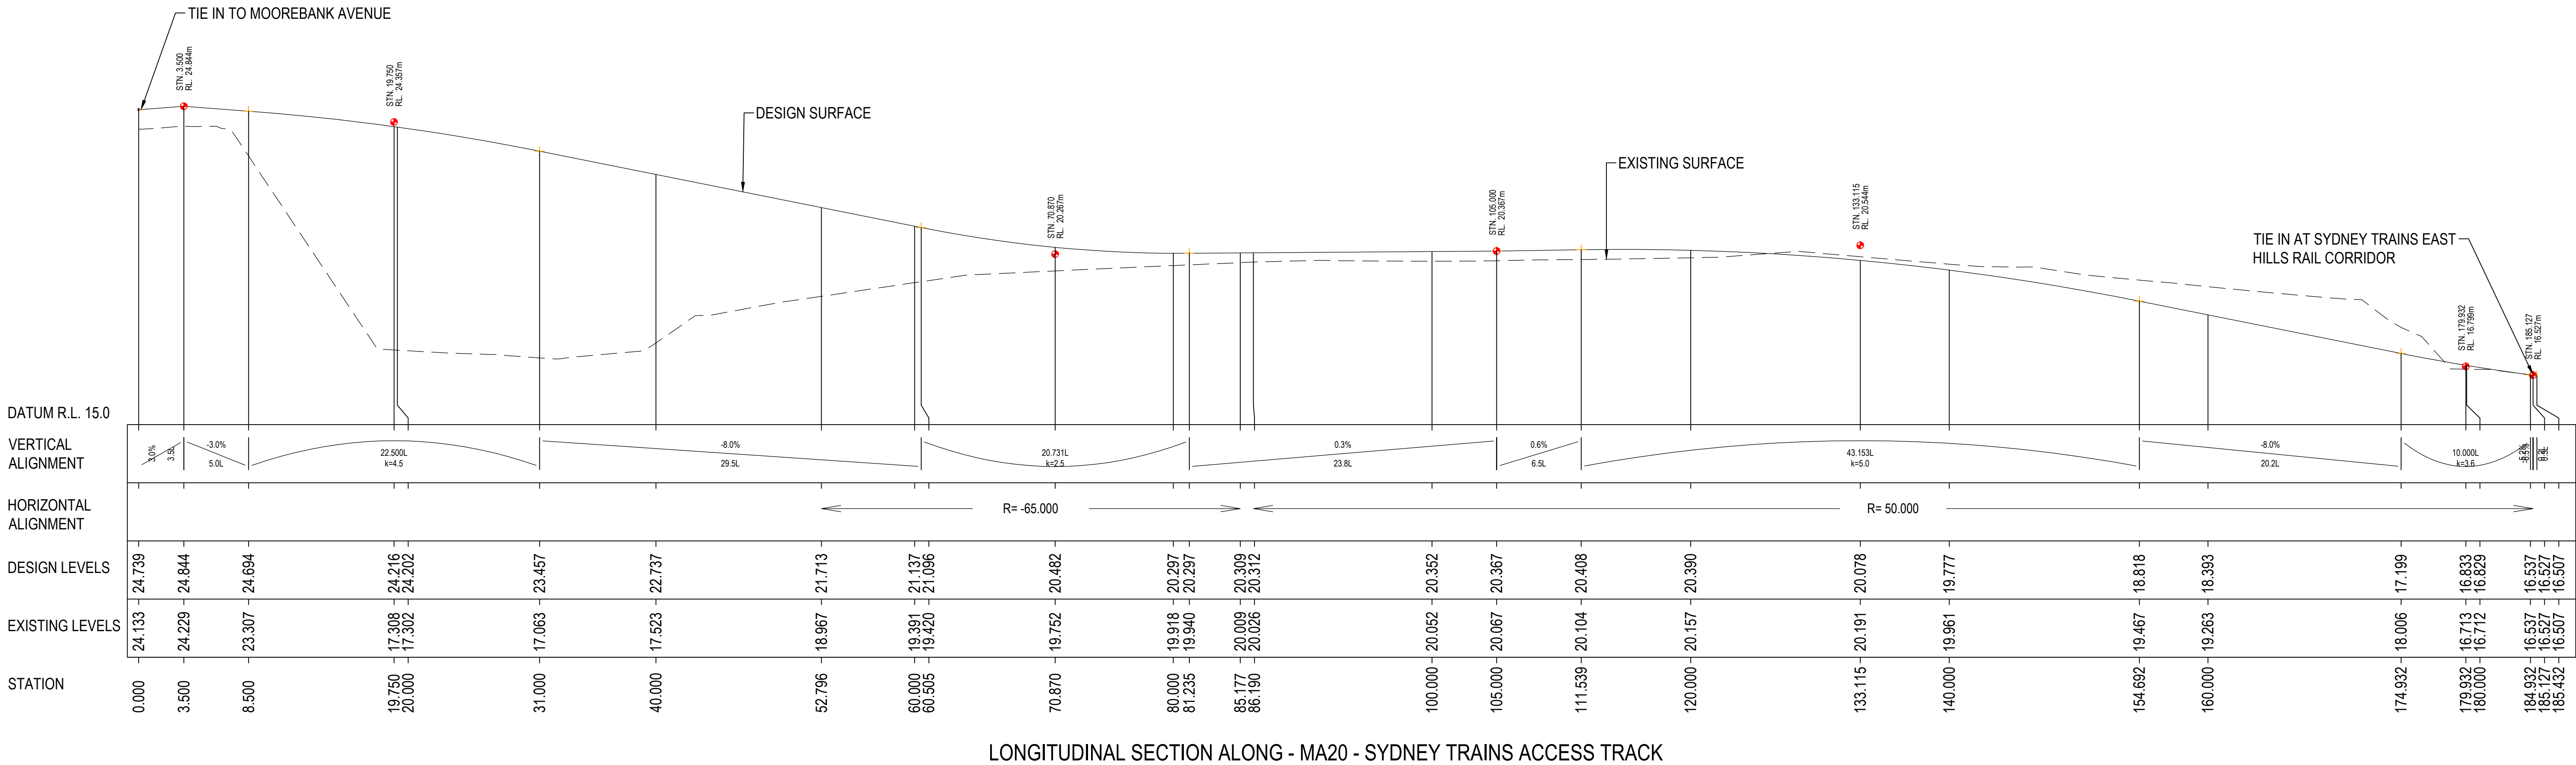 TIE IN TO MOOREBANK AVENUE
STN. 3.500
RL. 24.844m
STN. 19.750
RL. 24.357m
DESIGN SURFACE
STN. 70.870
RL. 20.267m
STN. 105.000
RL. 20.367m
EXISTING SURFACE
STN. 133.115
RL. 20.544m
TIE IN AT SYDNEY TRAINS EAST
HILLS RAIL CORRIDOR
STN. 179.932
RL. 16.799m
STN. 185.127
RL. 16.527m
DATUM R.L. 15.0
VERTICAL
ALIGNMENT
3.0%
3.5L
-3.0%
5.0L
22.500L
k=4.5
-8.0%
29.5L
20.731L
k=2.5
0.3%
23.8L
0.6%
6.5L
43.153L
k=5.0
-8.0%
20.2L
10.000L
k=3.6
HORIZONTAL
ALIGNMENT
R= -65.000
R= 50.000
DESIGN LEVELS
24.739 24.844 24.694 24.216 24.202 23.457 22.737 21.713 21.137 21.096 20.482 20.297 20.297 20.309 20.312 20.352 20.367 20.408 20.390 20.078 19.777 18.818 18.393 17.199 16.833 16.829 16.537 16.527 16.507
EXISTING LEVELS
24.133 24.229 23.307 17.308 17.302 17.063 17.523 18.967 19.391 19.420 19.752 19.918 19.940 20.009 20.026 20.052 20.067 20.104 20.157 20.191 19.961 19.467 19.263 18.006 16.713 16.712 16.537 16.527 16.507
STATION
0.000 3.500 8.500 19.750 20.000 31.000 40.000 52.796 60.000 60.505 70.870 80.000 81.235 85.177 86.190 100.000 105.000 111.539 120.000 133.115 140.000 154.692 160.000 174.932 179.932 180.000 184.932 185.127 185.432
LONGITUDINAL SECTION ALONG - MA20 - SYDNEY TRAINS ACCESS TRACK